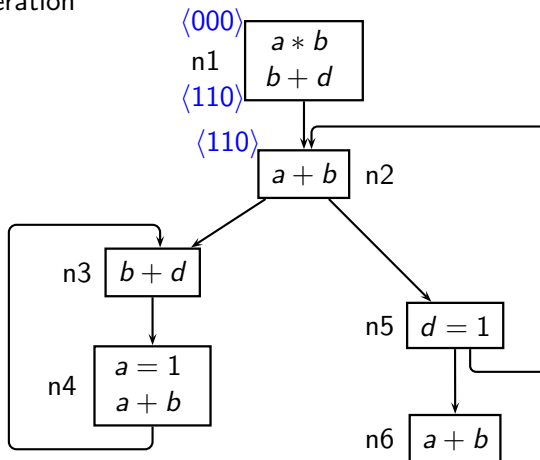 eration
⟨000⟩
n1
a ∗ b
b + d
⟨110⟩
⟨110⟩
a + b
n2
n3
b + d
n5
d = 1
n4
a = 1
a + b
n6
a + b